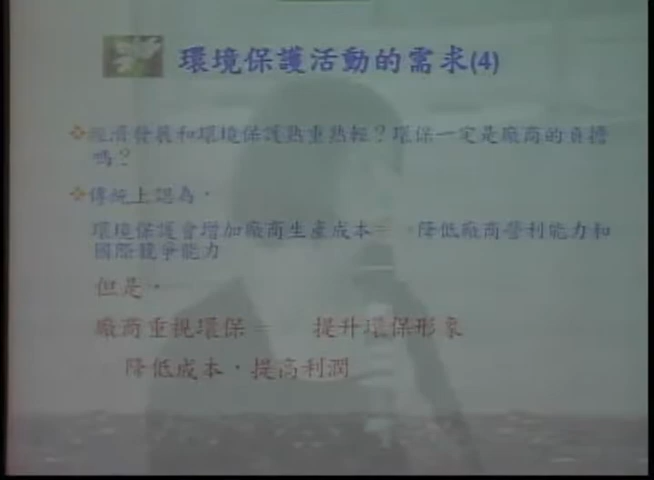 環境保護活動的需求(4)
經濟發展和環境保護孰重孰輕？環保一定是廠商的負擔
嗎？
傳統上認為，
環境保護會增加廠商生產成本= 降低廠商營利能力和
國際競爭能力
但是，
廠商重視環保 = 提升環保形象
降低成本，提高利潤